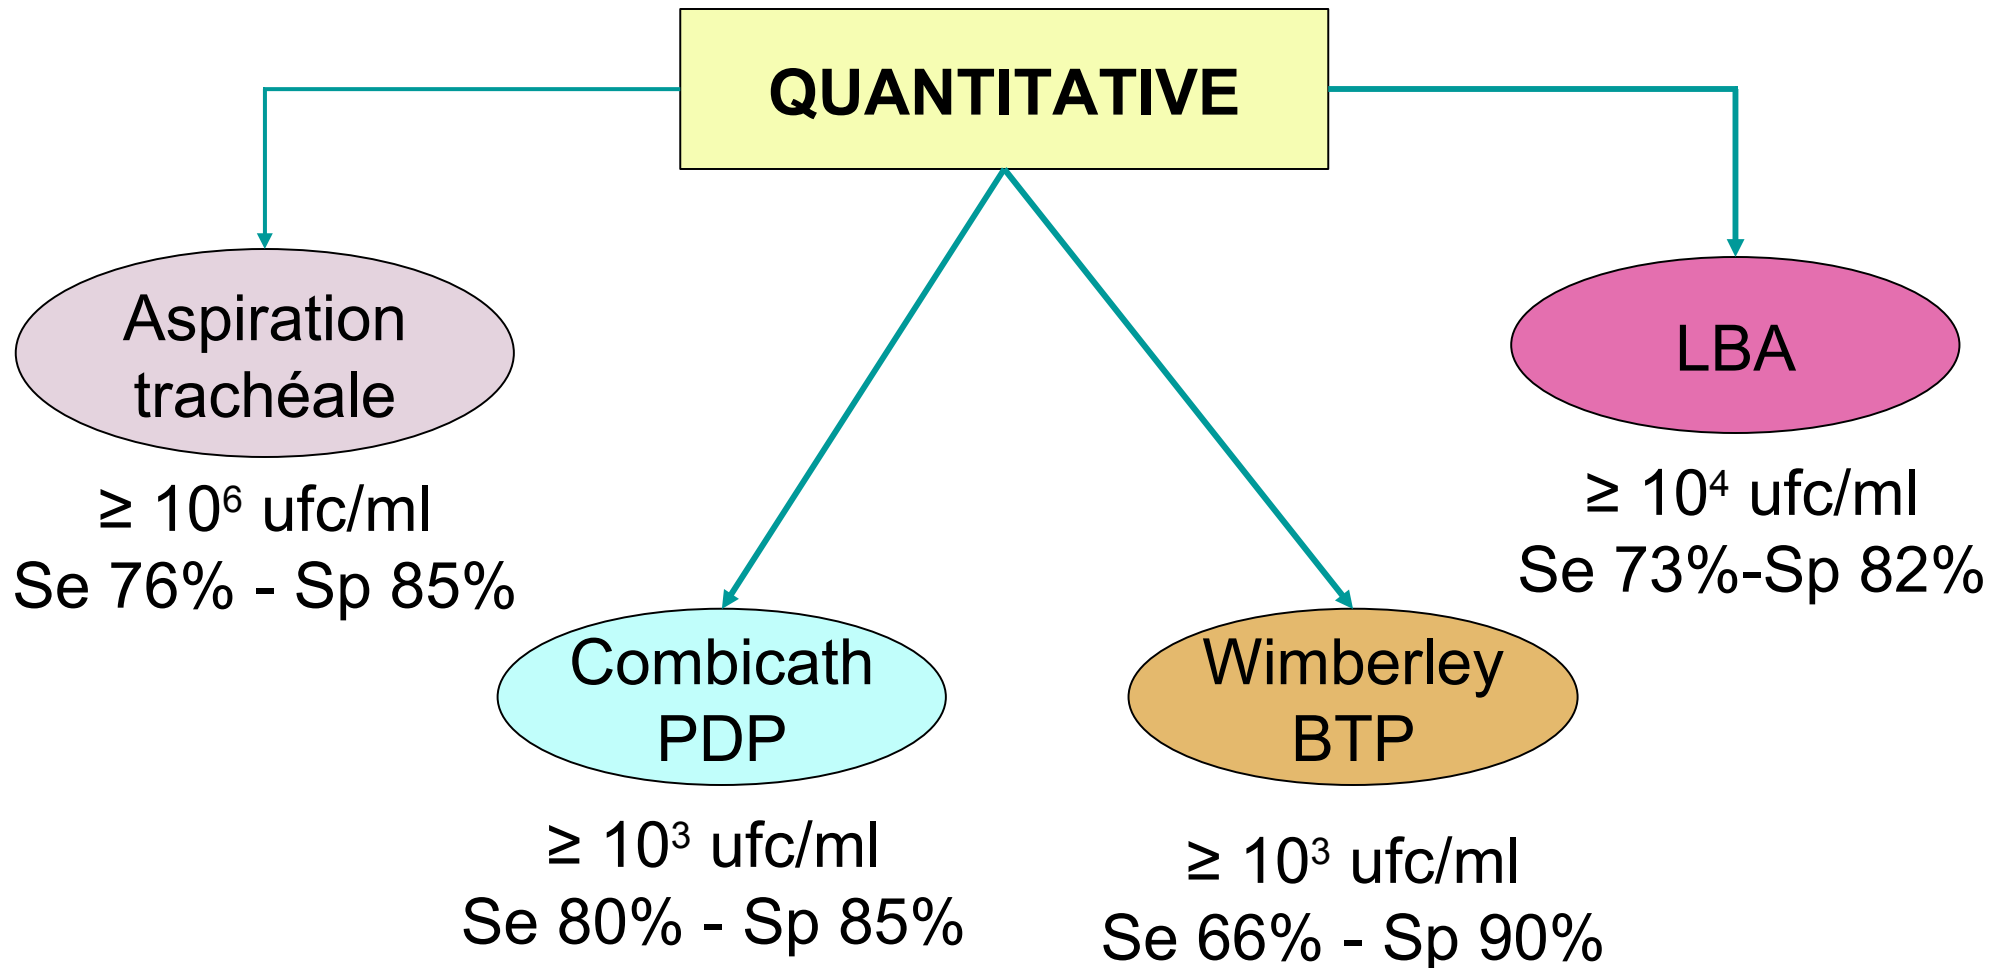 QUANTITATIVE
Aspiration
trachéale
≥ 10⁶ ufc/ml
Se 76% - Sp 85%
Combicath
PDP
≥ 10³ ufc/ml
Se 80% - Sp 85%
Wimberley
BTP
≥ 10³ ufc/ml
Se 66% - Sp 90%
LBA
≥ 10⁴ ufc/ml
Se 73%-Sp 82%